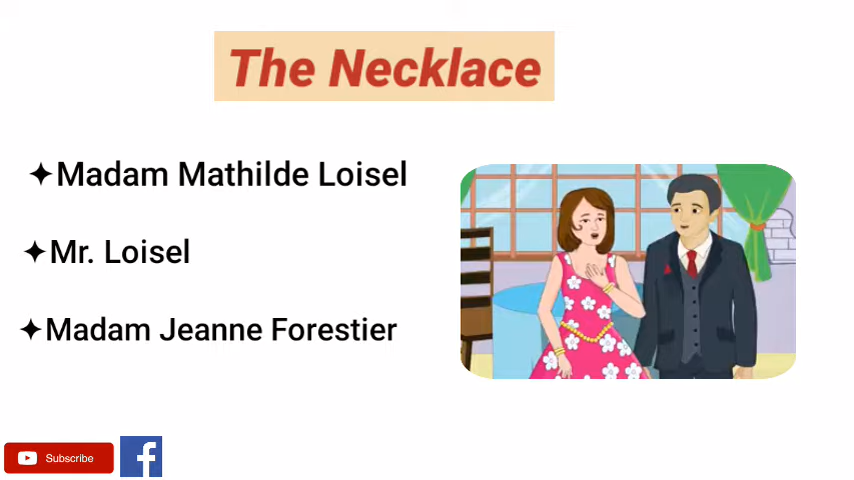 The Necklace
✦Madam Mathilde Loisel
✦Mr. Loisel
✦Madam Jeanne Forestier
Subscribe